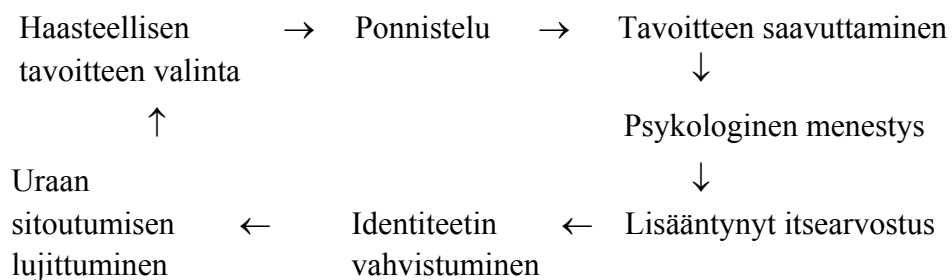 Haasteellisen → Ponnistelu → Tavoitteen saavuttaminen
tavoitteen valinta ↓
↑ Psykologinen menestys
Uraan ↓
sitoutumisen ← Identiteetin ← Lisääntynyt itsearvostus
lujittuminen vahvistuminen